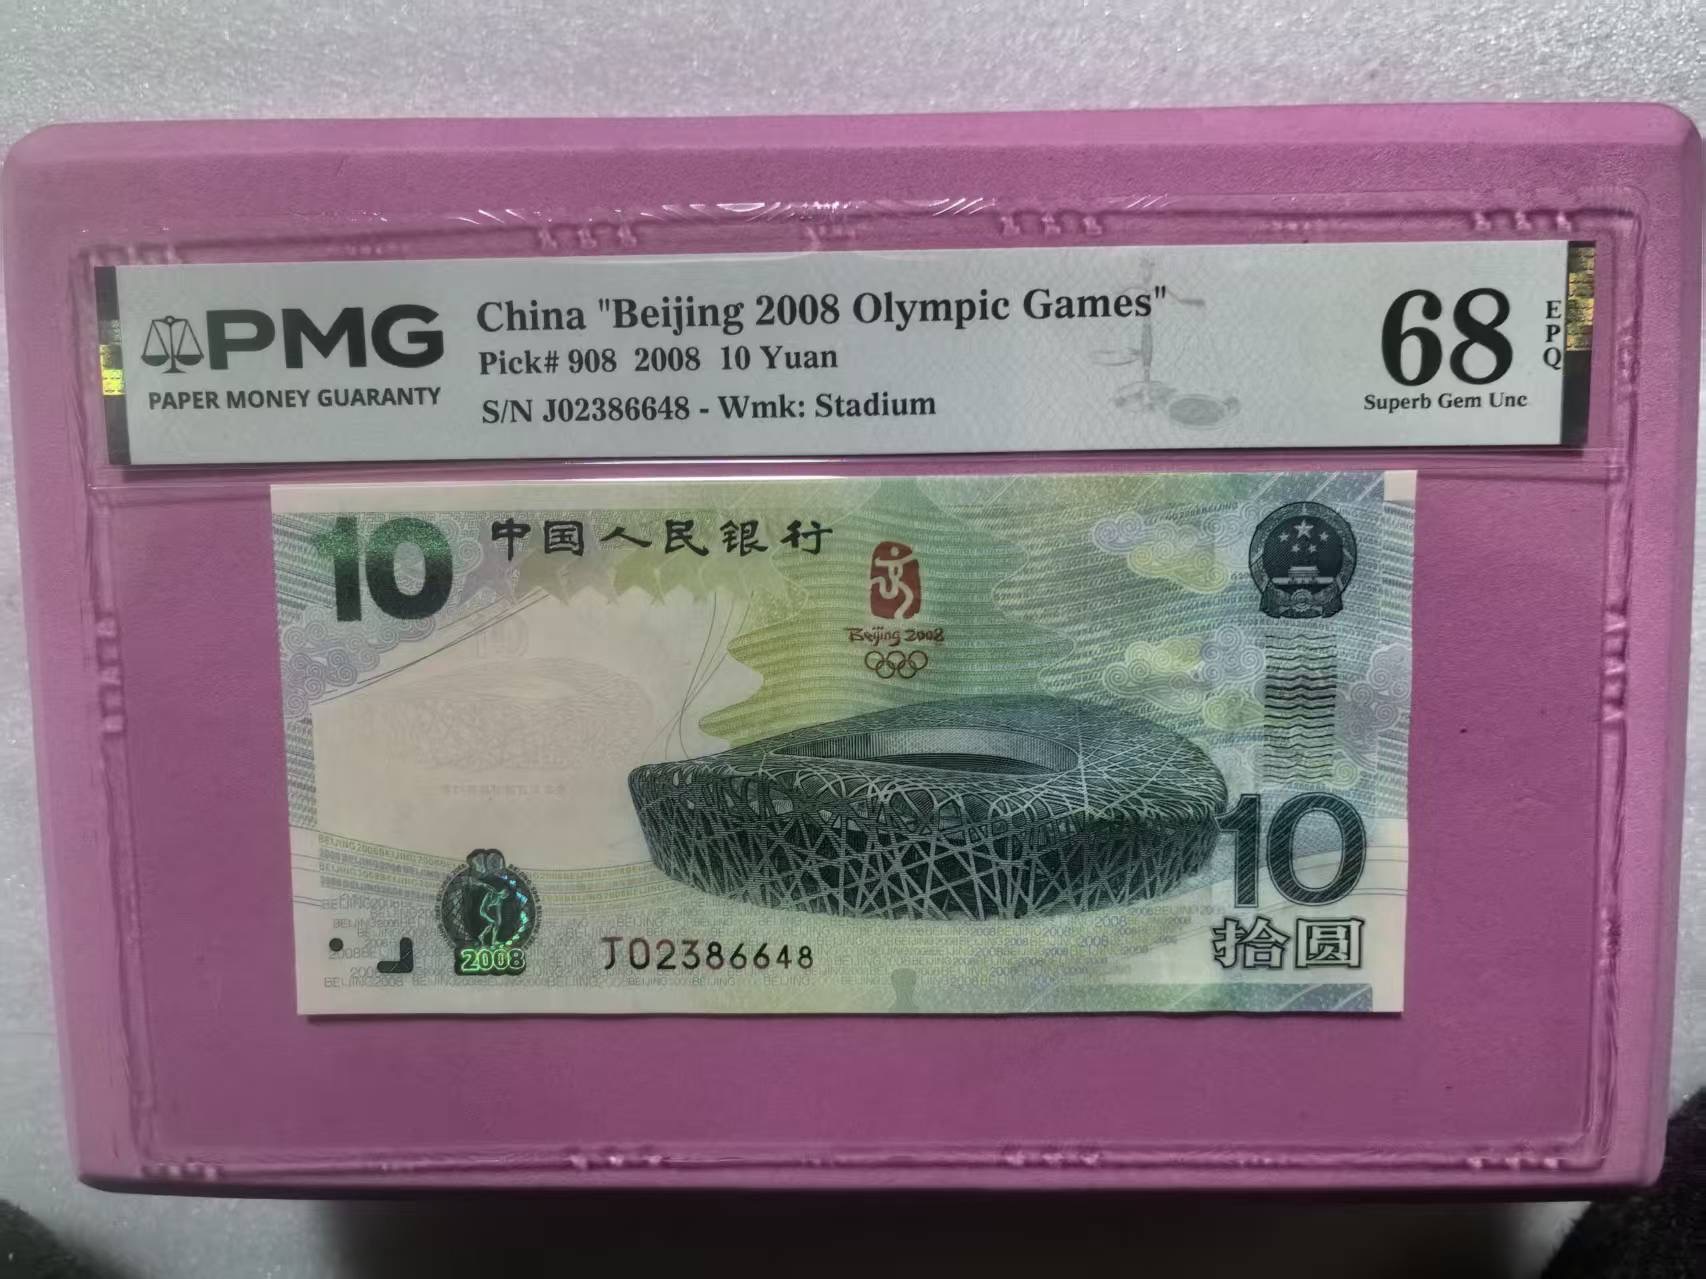 PMG
PAPER MONEY GUARANTY
China "Beijing 2008 Olympic Games"
Pick# 908 2008 10 Yuan
S/N J02386648 - Wmk: Stadium
68
EPQ
Superb Gem Unc
10
中国人民银行
Beijing 2008
10
拾圆
2008
J02386648